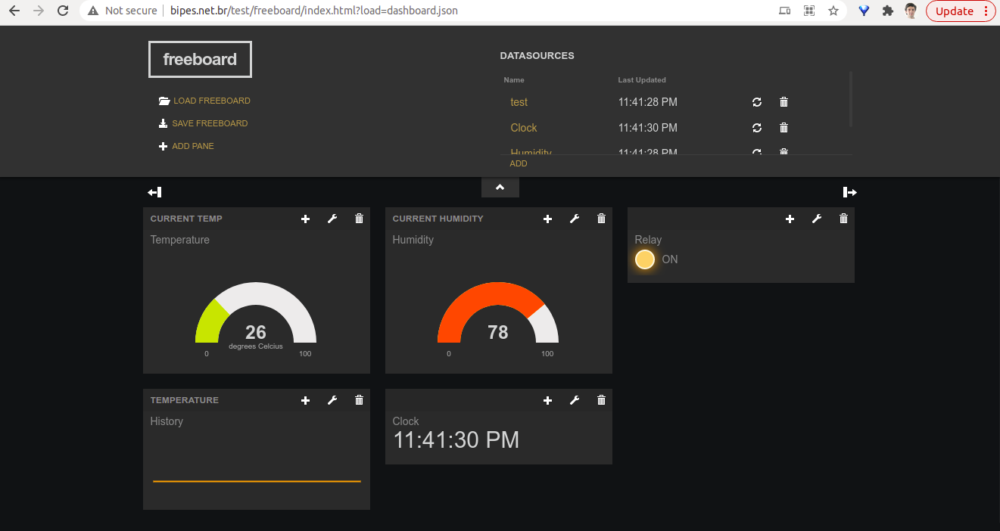 Not secure | bipes.net.br/test/freeboard/index.html?load=dashboard.json
Update
freeboard
LOAD FREEBOARD
SAVE FREEBOARD
ADD PANE
DATASOURCES
Name Last Updated
test 11:41:28 PM
Clock 11:41:30 PM
Humidity 11:41:28 PM
ADD
CURRENT TEMP
Temperature
26
degrees Celcius
0 100
CURRENT HUMIDITY
Humidity
78
0 100
Relay
ON
TEMPERATURE
History
Clock
11:41:30 PM